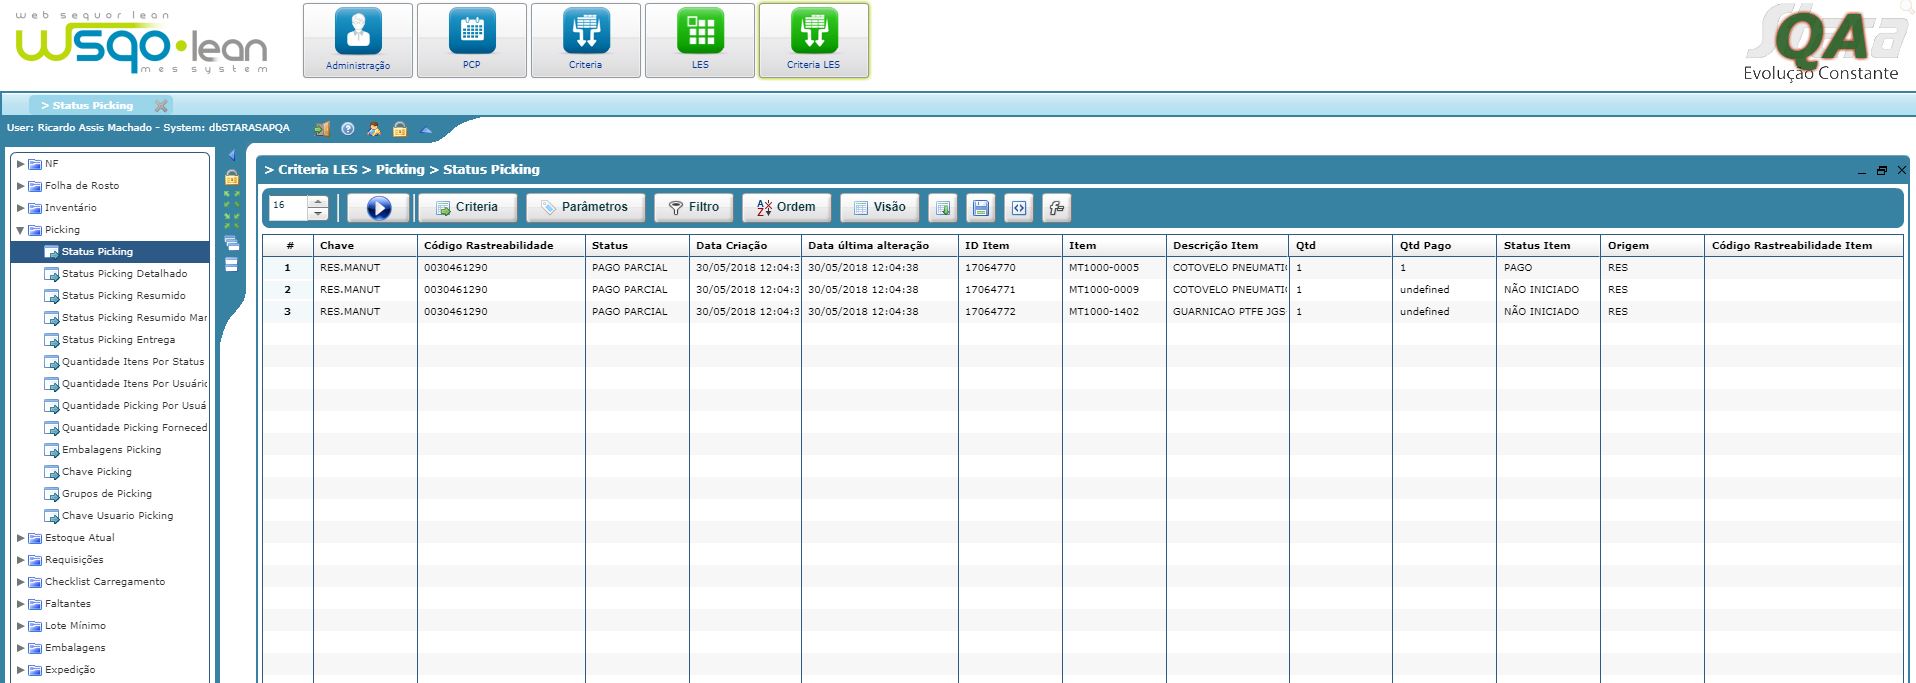 web sequor lean
wsqo•lean
mes system
Administração
PCP
Criteria
LES
Criteria LES
QA
Evolução Constante
> Status Picking
User: Ricardo Assis Machado - System: dbSTARASAPQA
NF
Folha de Rosto
Inventário
Picking
Status Picking
Status Picking Detalhado
Status Picking Resumido
Status Picking Resumido Mar
Status Picking Entrega
Quantidade Itens Por Status
Quantidade Itens Por Usuário
Quantidade Picking Por Usuá
Quantidade Picking Forneced
Embalagens Picking
Chave Picking
Grupos de Picking
Chave Usuario Picking
Estoque Atual
Requisições
Checklist Carregamento
Faltantes
Lote Mínimo
Embalagens
Expedição
> Criteria LES > Picking > Status Picking
16 Criteria Parâmetros Filtro Ordem Visão
# Chave Código Rastreabilidade Status Data Criação Data última alteração ID Item Item Descrição Item Qtd Qtd Pago Status Item Origem Código Rastreabilidade Item
1 RES.MANUT 0030461290 PAGO PARCIAL 30/05/2018 12:04:3 30/05/2018 12:04:38 17064770 MT1000-0005 COTOVELO PNEUMATI 1 1 PAGO RES
2 RES.MANUT 0030461290 PAGO PARCIAL 30/05/2018 12:04:3 30/05/2018 12:04:38 17064771 MT1000-0009 COTOVELO PNEUMATI 1 undefined NÃO INICIADO RES
3 RES.MANUT 0030461290 PAGO PARCIAL 30/05/2018 12:04:3 30/05/2018 12:04:38 17064772 MT1000-1402 GUARNICAO PTFE JGS 1 undefined NÃO INICIADO RES